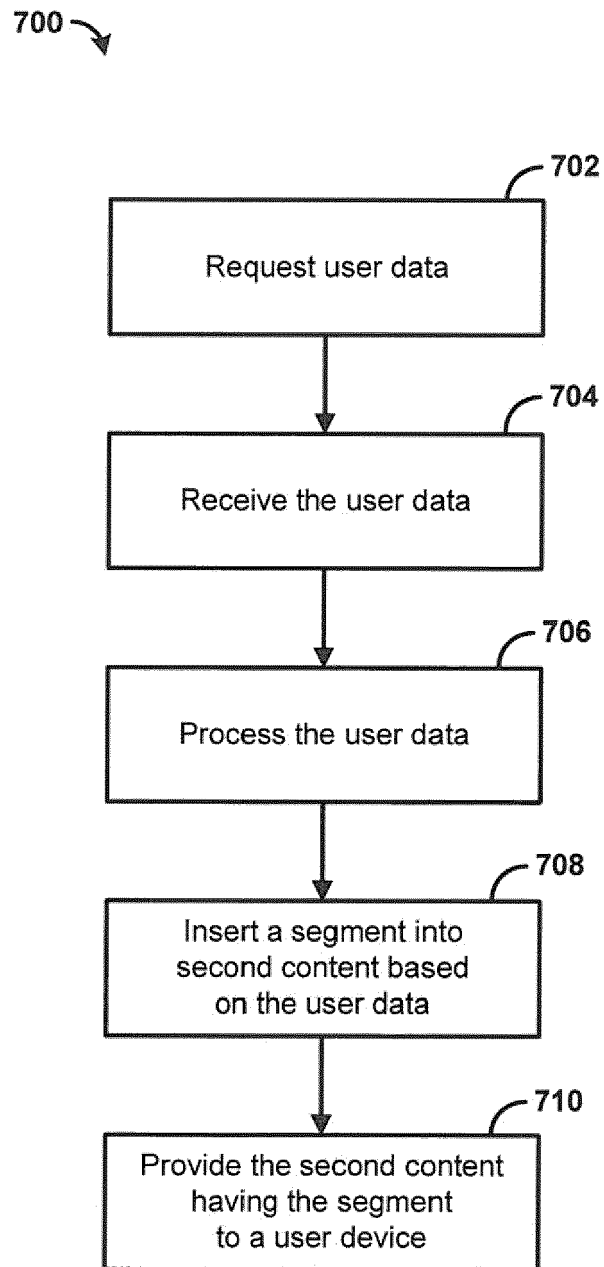 700
702
Request user data
704
Receive the user data
706
Process the user data
708
Insert a segment into
second content based
on the user data
710
Provide the second content
having the segment
to a user device